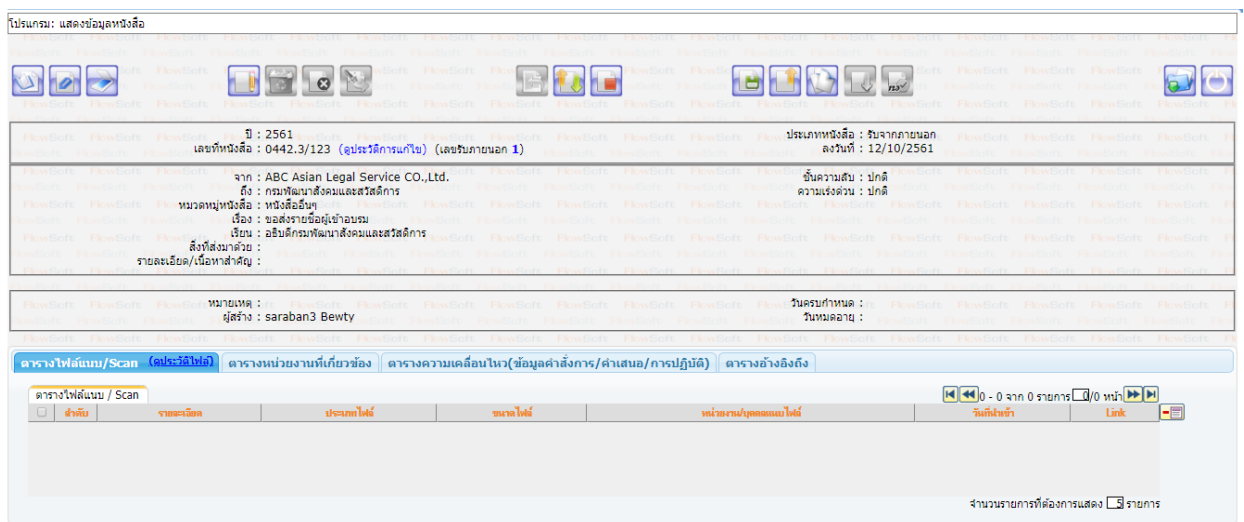 โปรแกรม: แสดงข้อมูลหนังสือ
ปี : 2561
ประเภทหนังสือ : รับจากภายนอก
เลขที่หนังสือ : 0442.3/123 (ดูประวัติการแก้ไข) (เลขรับภายนอก 1)
ลงวันที่ : 12/10/2561
จาก : ABC Asian Legal Service CO.,Ltd.
ชั้นความลับ : ปกติ
ถึง : กรมพัฒนาสังคมและสวัสดิการ
ความเร่งด่วน : ปกติ
หมวดหมู่หนังสือ : หนังสืออื่นๆ
เรื่อง : ขอส่งรายชื่อผู้เข้าอบรม
เรียน : อธิบดีกรมพัฒนาสังคมและสวัสดิการ
สิ่งที่ส่งมาด้วย :
รายละเอียด/เนื้อหาสำคัญ :
หมายเหตุ :
วันครบกำหนด :
ผู้สร้าง : saraban3 Bewty
วันหมดอายุ :
ตารางไฟล์แนบ/Scan (ดูประวัติไฟล์) ตารางหน่วยงานที่เกี่ยวข้อง ตารางความเคลื่อนไหว(ข้อมูลคำสั่งการ/คำเสนอ/การปฏิบัติ) ตารางอ้างอิงถึง
ตารางไฟล์แนบ / Scan
0 - 0 จาก 0 รายการ 0/0 หน้า
ลำดับ รายละเอียด ประเภทไฟล์ ขนาดไฟล์ หน่วยงาน/บุคคลแนบไฟล์ วันที่นำเข้า Link
จำนวนรายการที่ต้องการแสดง 5 รายการ